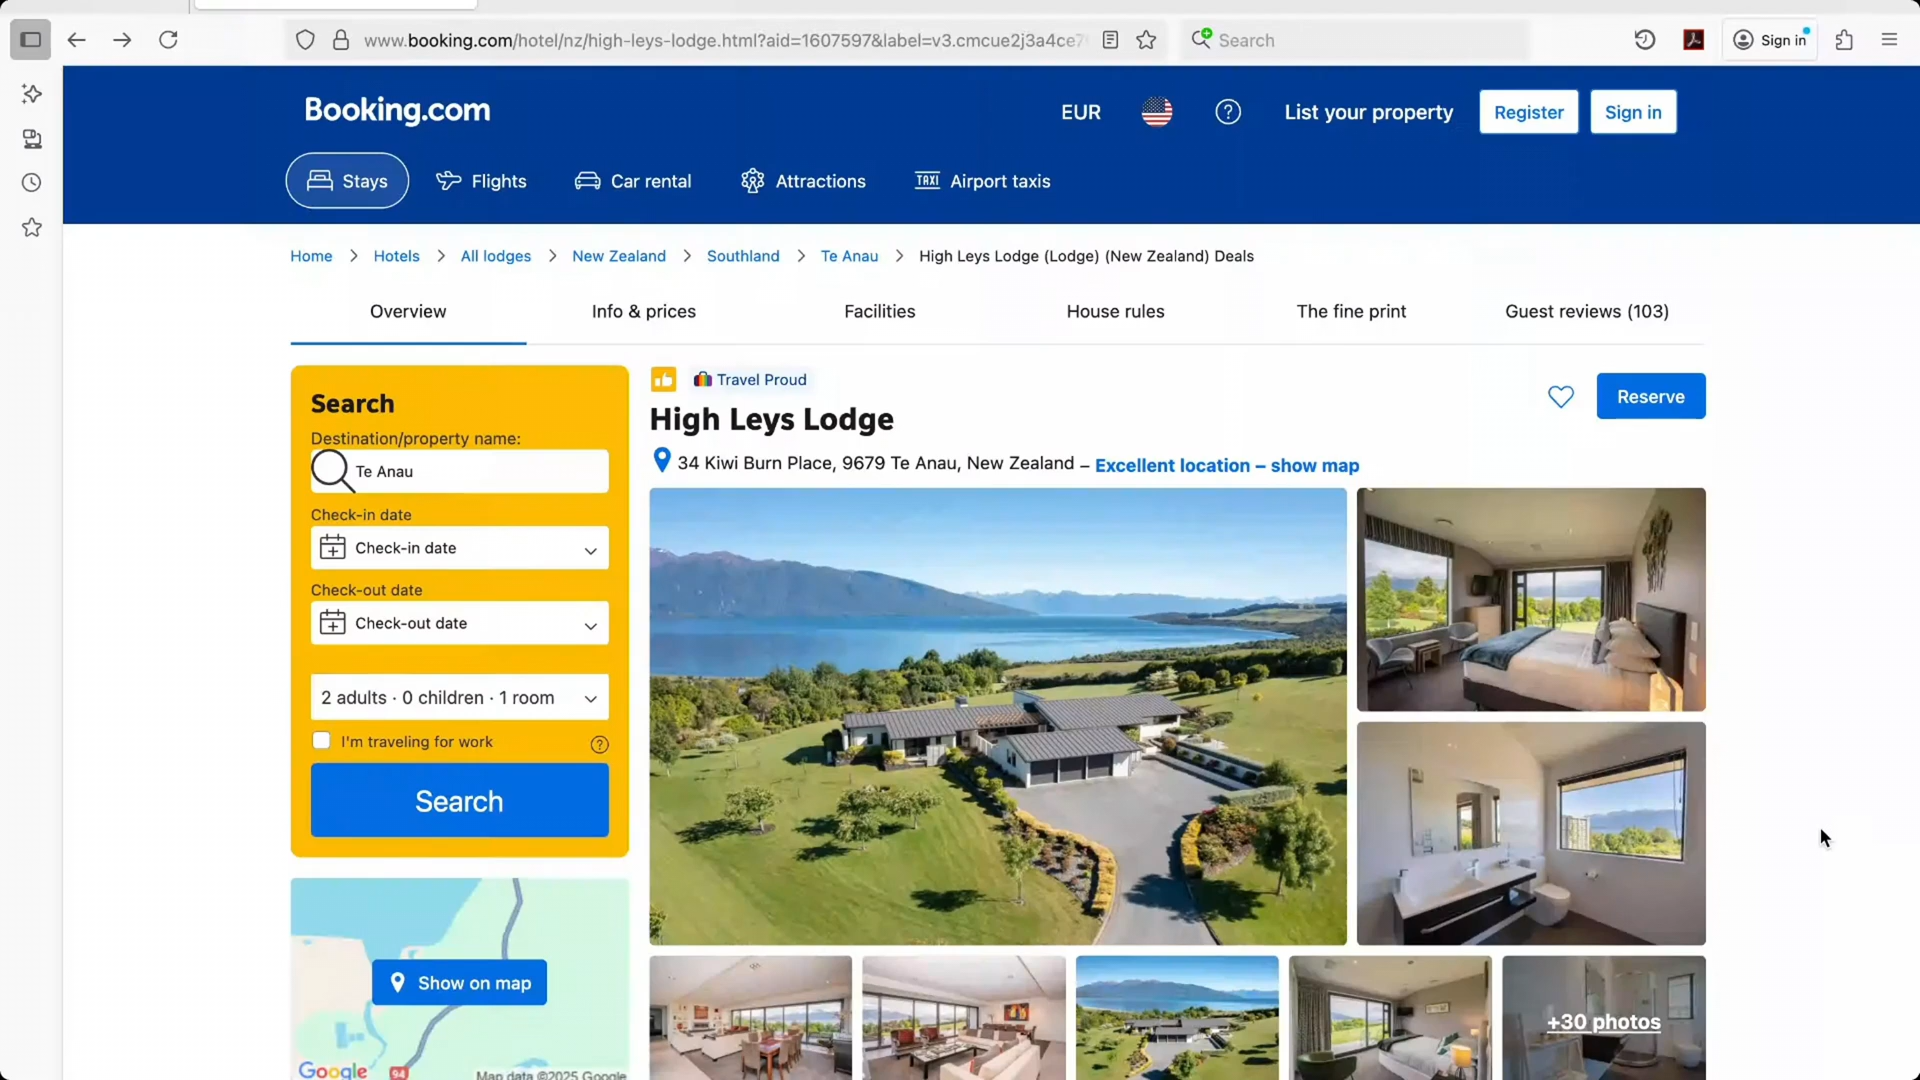 www.booking.com/hotel/nz/high-leys-lodge.html?aid=1607597&label=v3.cmcue2j3a4ce7
Search
Sign in
Booking.com
EUR
List your property
Register
Sign in
Stays
Flights
Car rental
Attractions
TAXI
Airport taxis
Home
Hotels
All lodges
New Zealand
Southland
Te Anau
High Leys Lodge (Lodge) (New Zealand) Deals
Overview
Info & prices
Facilities
House rules
The fine print
Guest reviews (103)
Search
Destination/property name:
Te Anau
Check-in date
Check-in date
Check-out date
Check-out date
2 adults · 0 children · 1 room
I'm traveling for work
Search
Show on map
Google
94
Map data ©2025 Google
Travel Proud
High Leys Lodge
Reserve
34 Kiwi Burn Place, 9679 Te Anau, New Zealand – Excellent location – show map
+30 photos